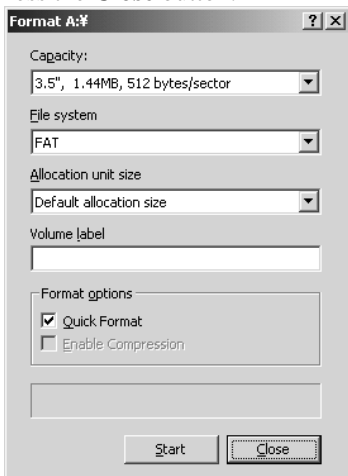 Format A:¥
Capacity:
3.5", 1.44MB, 512 bytes/sector
File system
FAT
Allocation unit size
Default allocation size
Volume label
Format options
Quick Format
Enable Compression
Start Close